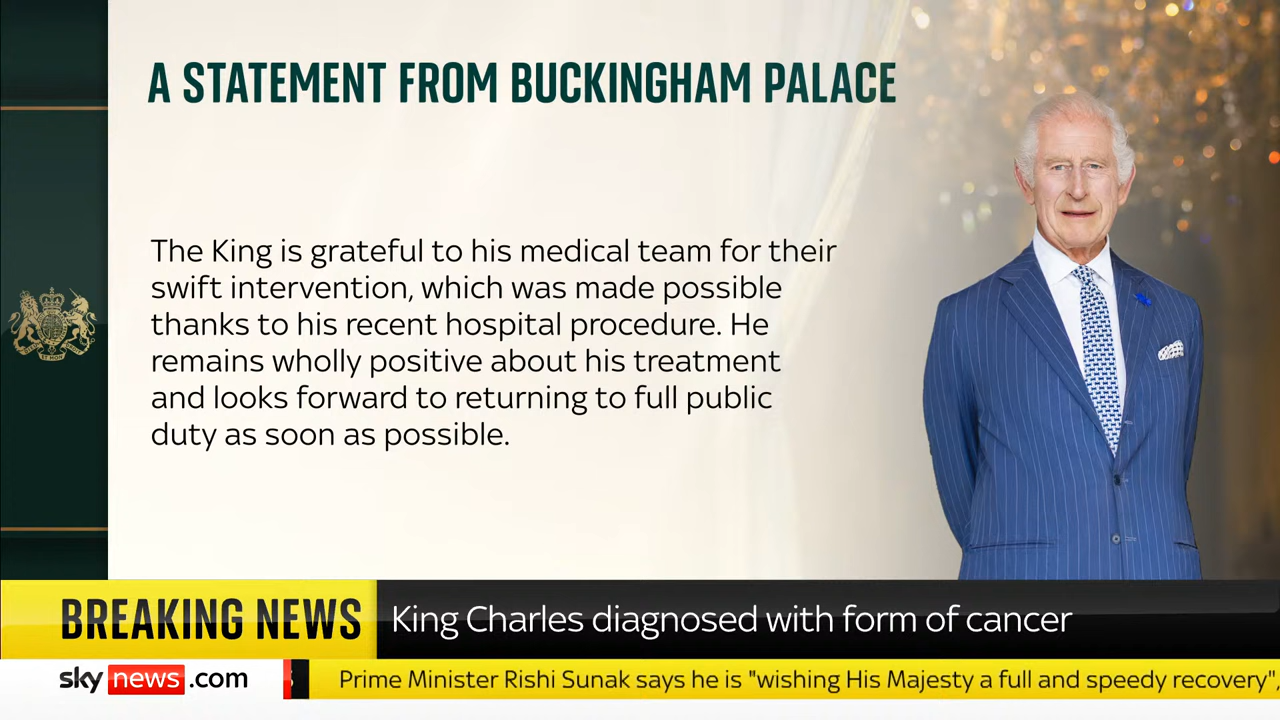 A STATEMENT FROM BUCKINGHAM PALACE
The King is grateful to his medical team for their
swift intervention, which was made possible
thanks to his recent hospital procedure. He
remains wholly positive about his treatment
and looks forward to returning to full public
duty as soon as possible.
BREAKING NEWS
King Charles diagnosed with form of cancer
sky news.com
Prime Minister Rishi Sunak says he is "wishing His Majesty a full and speedy recovery",